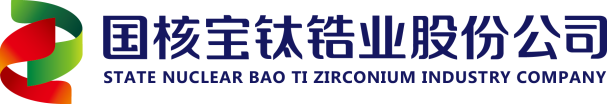 国核宝钛锆业股份公司
STATE NUCLEAR BAO TI ZIRCONIUM INDUSTRY COMPANY